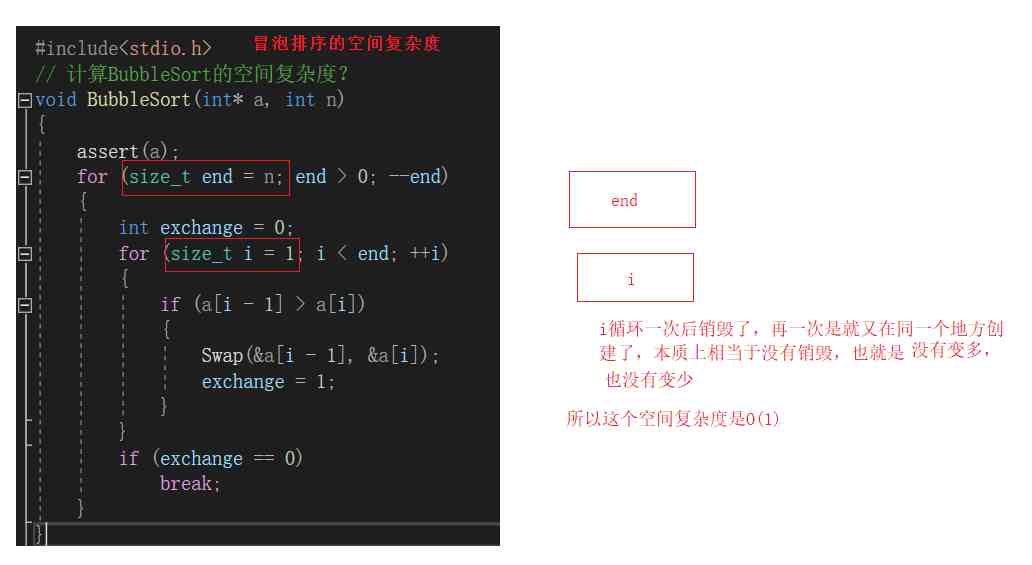 #include<stdio.h>
冒泡排序的空间复杂度
// 计算BubbleSort的空间复杂度?
void BubbleSort(int* a, int n)
{
assert(a);
for (size_t end = n; end > 0; --end)
{
int exchange = 0;
for (size_t i = 1; i < end; ++i)
{
if (a[i - 1] > a[i])
{
Swap(&a[i - 1], &a[i]);
exchange = 1;
}
}
if (exchange == 0)
break;
}
}
end
i
i循环一次后销毁了，再一次是就又在同一个地方创
建了，本质上相当于没有销毁，也就是 没有变多，
也没有变少
所以这个空间复杂度是O(1)